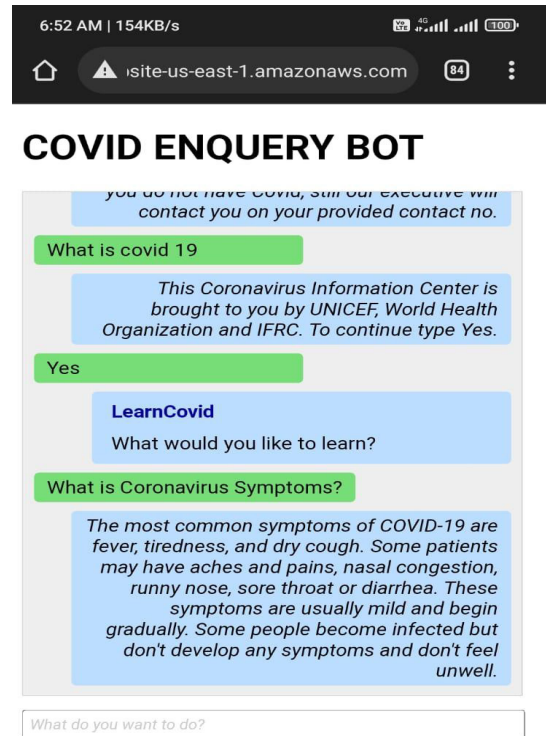 6:52 AM | 154KB/s
Vo LTE 4G 100
site-us-east-1.amazonaws.com 84
COVID ENQUERY BOT
you do not have Covid, still our executive will
contact you on your provided contact no.
What is covid 19
This Coronavirus Information Center is
brought to you by UNICEF, World Health
Organization and IFRC. To continue type Yes.
Yes
LearnCovid
What would you like to learn?
What is Coronavirus Symptoms?
The most common symptoms of COVID-19 are
fever, tiredness, and dry cough. Some patients
may have aches and pains, nasal congestion,
runny nose, sore throat or diarrhea. These
symptoms are usually mild and begin
gradually. Some people become infected but
don't develop any symptoms and don't feel
unwell.
What do you want to do?